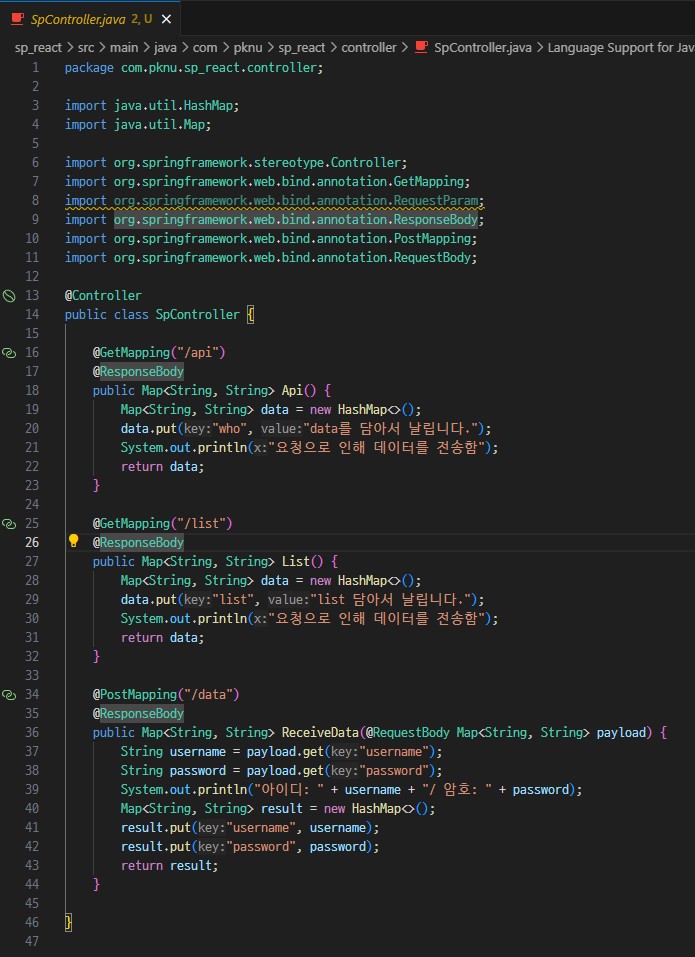 SpController.java 2, U ×
sp_react > src > main > java > com > pknu > sp_react > controller > SpController.java > Language Support for Jav
1 package com.pknu.sp_react.controller;
2
3 import java.util.HashMap;
4 import java.util.Map;
5
6 import org.springframework.stereotype.Controller;
7 import org.springframework.web.bind.annotation.GetMapping;
8 import org.springframework.web.bind.annotation.RequestParam;
9 import org.springframework.web.bind.annotation.ResponseBody;
10 import org.springframework.web.bind.annotation.PostMapping;
11 import org.springframework.web.bind.annotation.RequestBody;
12
13 @Controller
14 public class SpController {
15
16 @GetMapping("/api")
17 @ResponseBody
18 public Map<String, String> Api() {
19 Map<String, String> data = new HashMap<>();
20 data.put(key:"who", value:"data를 담아서 날립니다.");
21 System.out.println(x:"요청으로 인해 데이터를 전송함");
22 return data;
23 }
24
25 @GetMapping("/list")
26 @ResponseBody
27 public Map<String, String> List() {
28 Map<String, String> data = new HashMap<>();
29 data.put(key:"list", value:"list 담아서 날립니다.");
30 System.out.println(x:"요청으로 인해 데이터를 전송함");
31 return data;
32 }
33
34 @PostMapping("/data")
35 @ResponseBody
36 public Map<String, String> ReceiveData(@RequestBody Map<String, String> payload) {
37 String username = payload.get(key:"username");
38 String password = payload.get(key:"password");
39 System.out.println("아이디: " + username + "/ 암호: " + password);
40 Map<String, String> result = new HashMap<>();
41 result.put(key:"username", username);
42 result.put(key:"password", password);
43 return result;
44 }
45
46 }
47